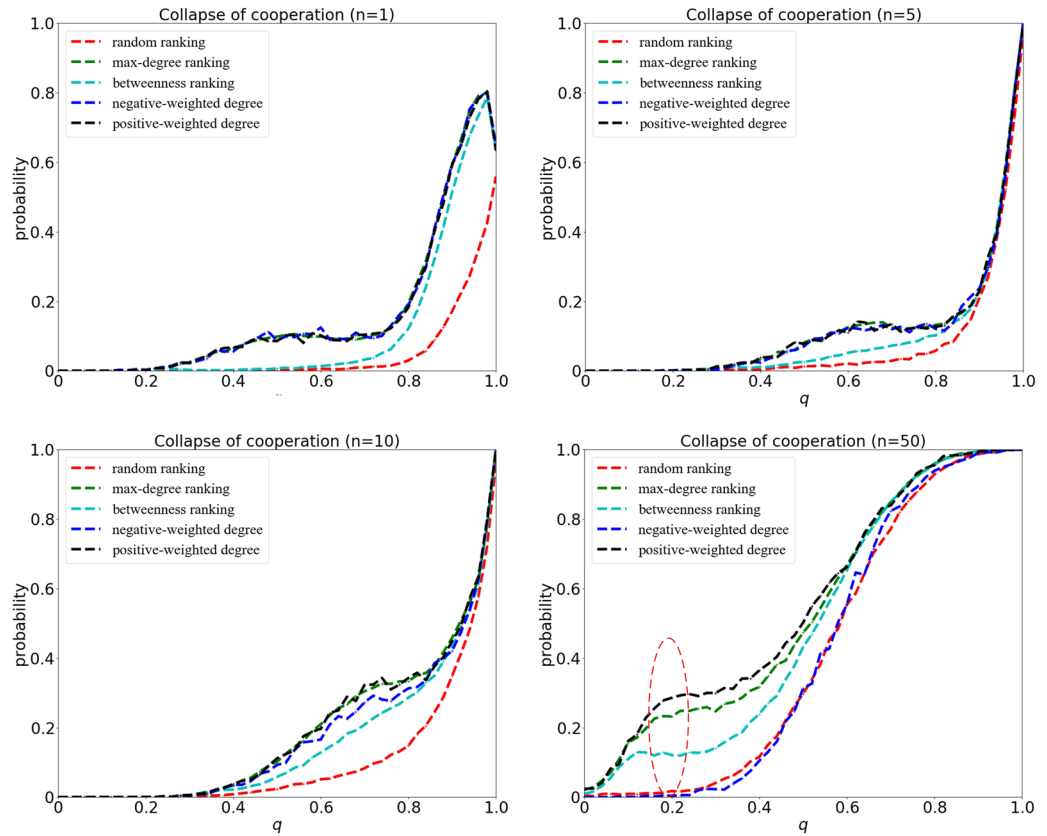 Collapse of cooperation (n=1)
1.0
0.8
0.6
0.4
0.2
0
probability
random ranking
max-degree ranking
betweenness ranking
negative-weighted degree
positive-weighted degree
0 0.2 0.4 0.6 0.8 1.0
Collapse of cooperation (n=5)
1.0
0.8
0.6
0.4
0.2
0
probability
random ranking
max-degree ranking
betweenness ranking
negative-weighted degree
positive-weighted degree
0 0.2 0.4 0.6 0.8 1.0
q
Collapse of cooperation (n=10)
1.0
0.8
0.6
0.4
0.2
0
probability
random ranking
max-degree ranking
betweenness ranking
negative-weighted degree
positive-weighted degree
0 0.2 0.4 0.6 0.8 1.0
q
Collapse of cooperation (n=50)
1.0
0.8
0.6
0.4
0.2
0
probability
random ranking
max-degree ranking
betweenness ranking
negative-weighted degree
positive-weighted degree
0 0.2 0.4 0.6 0.8 1.0
q